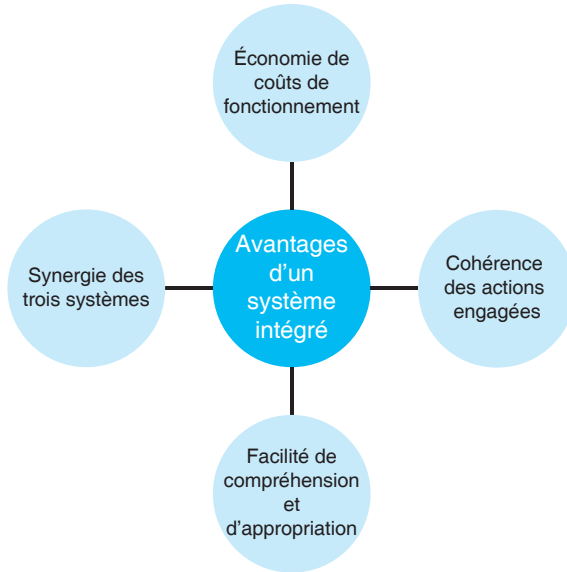 Économie de
coûts de
fonctionnement
Avantages
d'un
système
intégré
Synergie des
trois systèmes
Cohérence
des actions
engagées
Facilité de
compréhension
et
d'appropriation